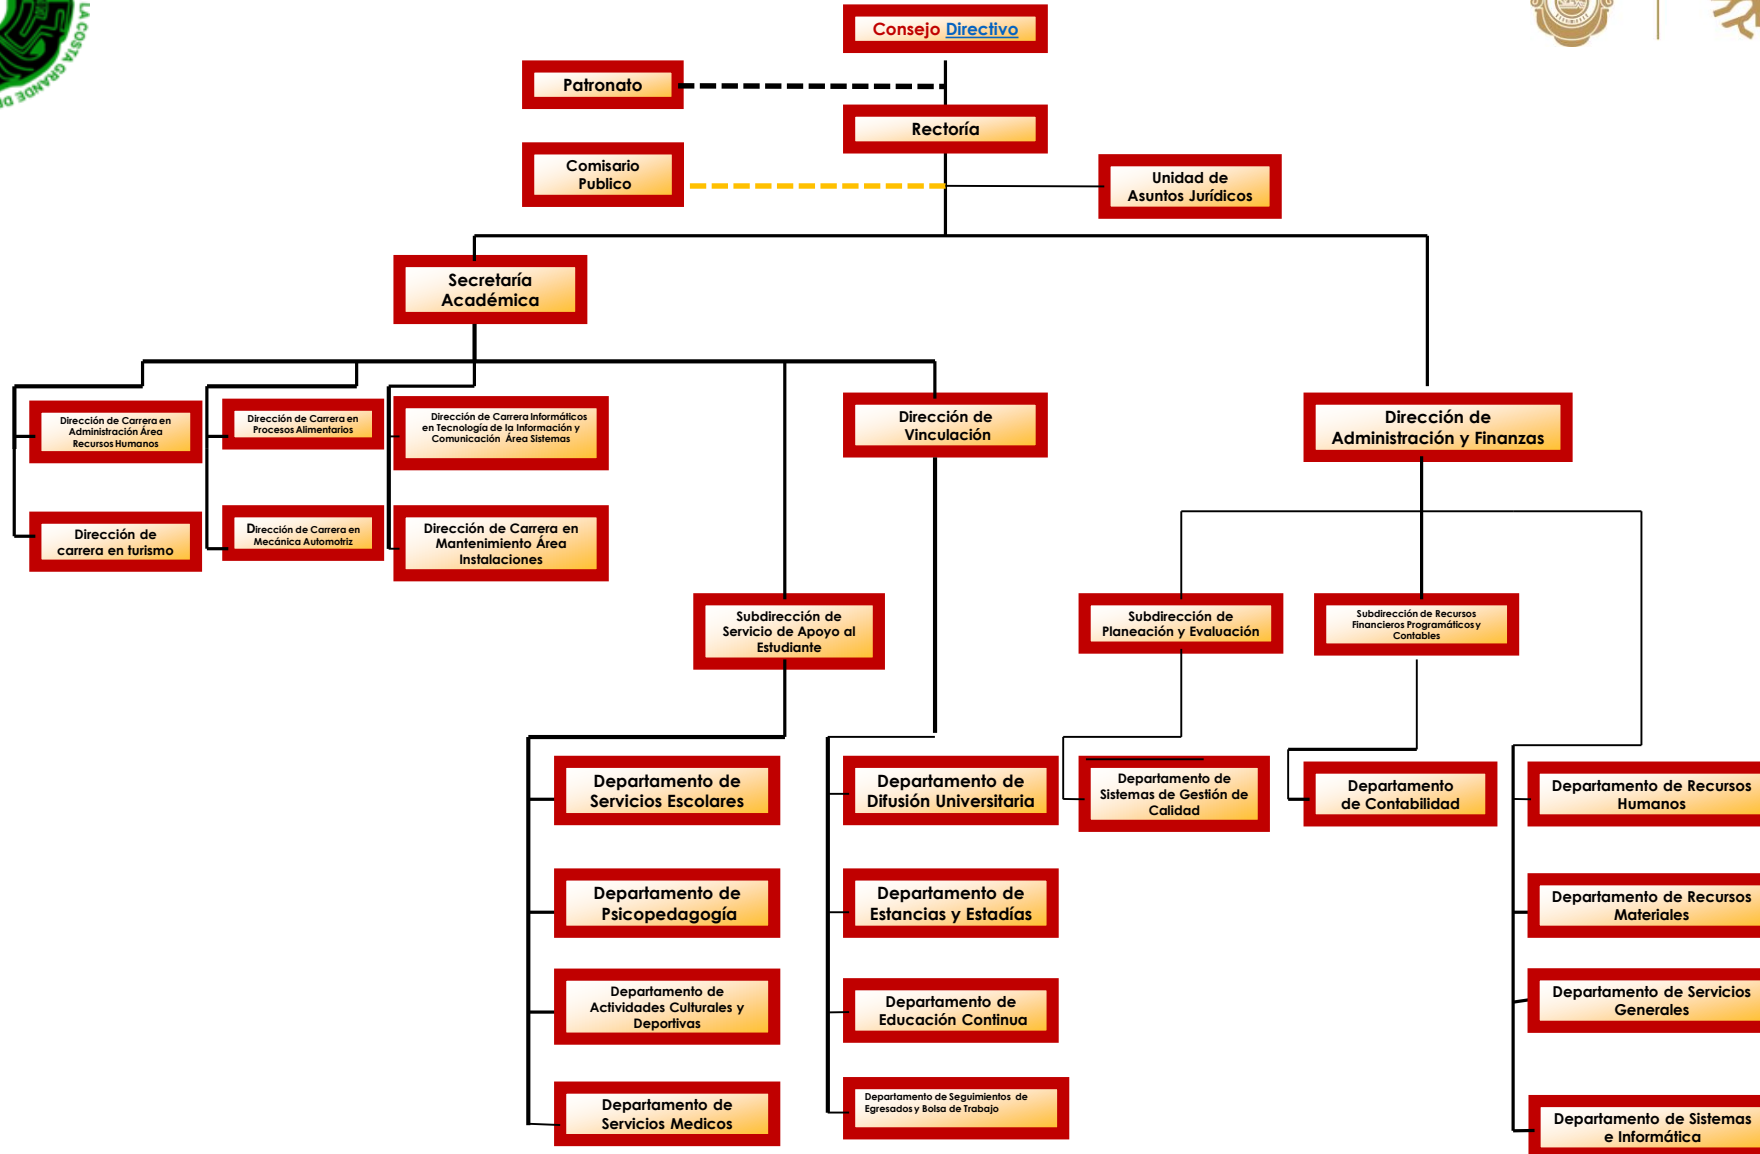 LA COSTA GRANDE DE
Consejo Directivo
Patronato
Rectoría
Comisario
Publico
Unidad de
Asuntos Jurídicos
Secretaría
Académica
Dirección de Carrera en
Administración Área
Recursos Humanos
Dirección de Carrera en
Procesos Alimentarios
Dirección de Carrera Informáticos
en Tecnología de la Información y
Comunicación Área Sistemas
Dirección de
Vinculación
Dirección de
Administración y Finanzas
Dirección de
carrera en turismo
Dirección de Carrera en
Mecánica Automotriz
Dirección de Carrera en
Mantenimiento Área
Instalaciones
Subdirección de
Servicio de Apoyo al
Estudiante
Subdirección de
Planeación y Evaluación
Subdirección de Recursos
Financieros Programáticos y
Contables
Departamento de
Servicios Escolares
Departamento de
Difusión Universitaria
Departamento de
Sistemas de Gestión de
Calidad
Departamento
de Contabilidad
Departamento de Recursos
Humanos
Departamento de
Psicopedagogía
Departamento de
Estancias y Estadías
Departamento de Recursos
Materiales
Departamento de
Actividades Culturales y
Deportivas
Departamento de
Educación Continua
Departamento de Servicios
Generales
Departamento de
Servicios Medicos
Departamento de Seguimientos de
Egresados y Bolsa de Trabajo
Departamento de Sistemas
e Informática